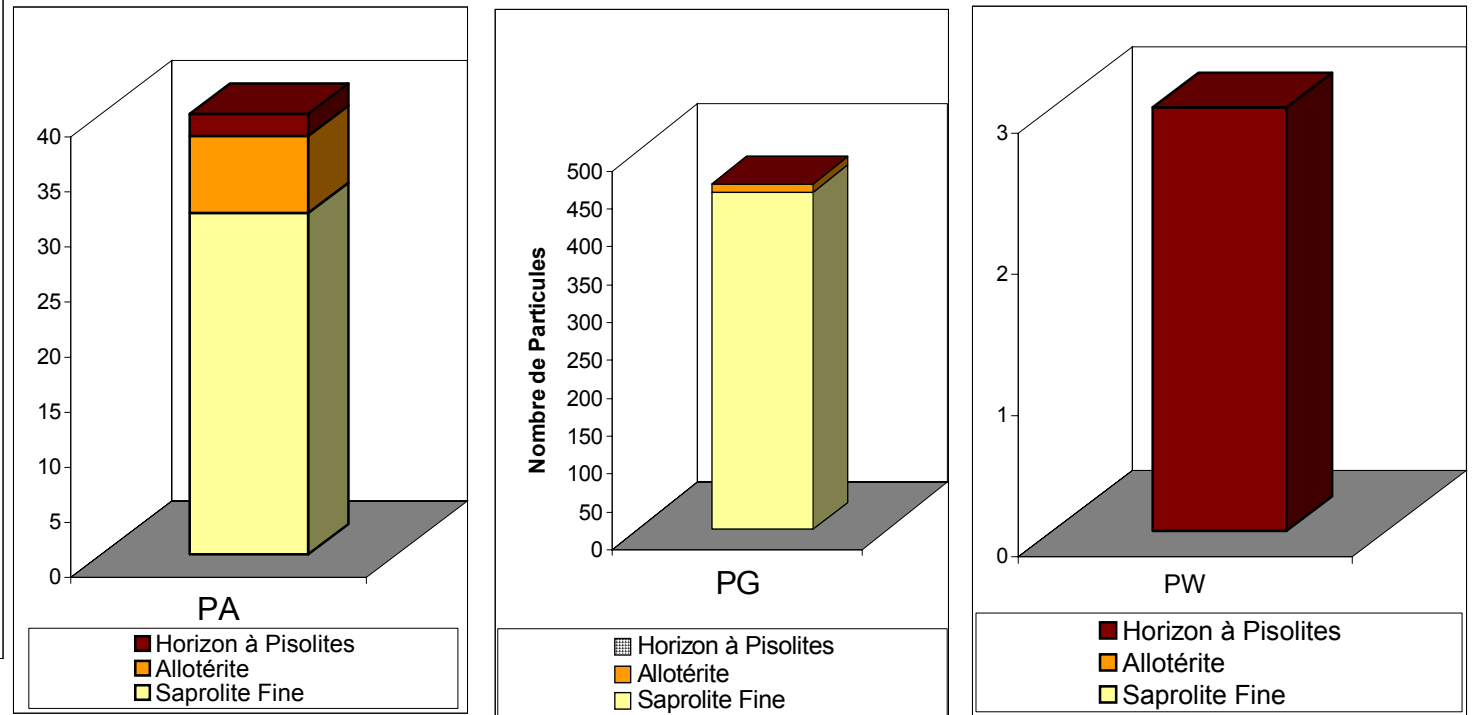 40
35
30
25
20
15
10
5
0
PA
Horizon à Pisolites
Allotérite
Saprolite Fine
Nombre de Particules
500
450
400
350
300
250
200
150
100
50
0
PG
Horizon à Pisolites
Allotérite
Saprolite Fine
3
2
1
0
PW
Horizon à Pisolites
Allotérite
Saprolite Fine